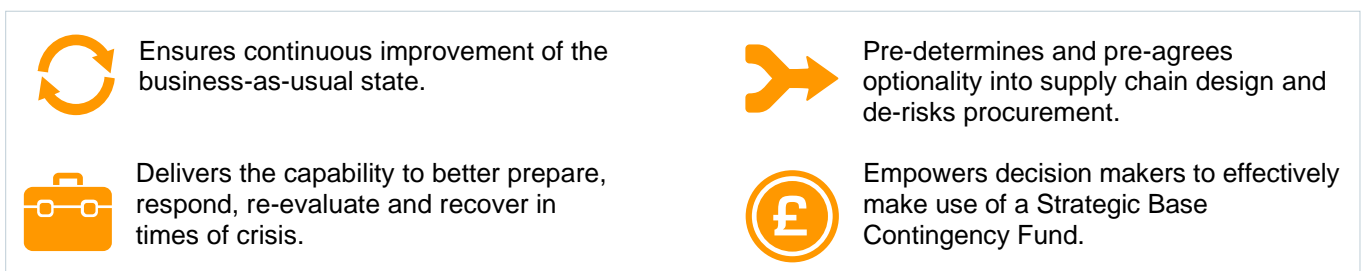 Ensures continuous improvement of the
business-as-usual state.
Pre-determines and pre-agrees
optionality into supply chain design and
de-risks procurement.
Delivers the capability to better prepare,
respond, re-evaluate and recover in
times of crisis.
£
Empowers decision makers to effectively
make use of a Strategic Base
Contingency Fund.